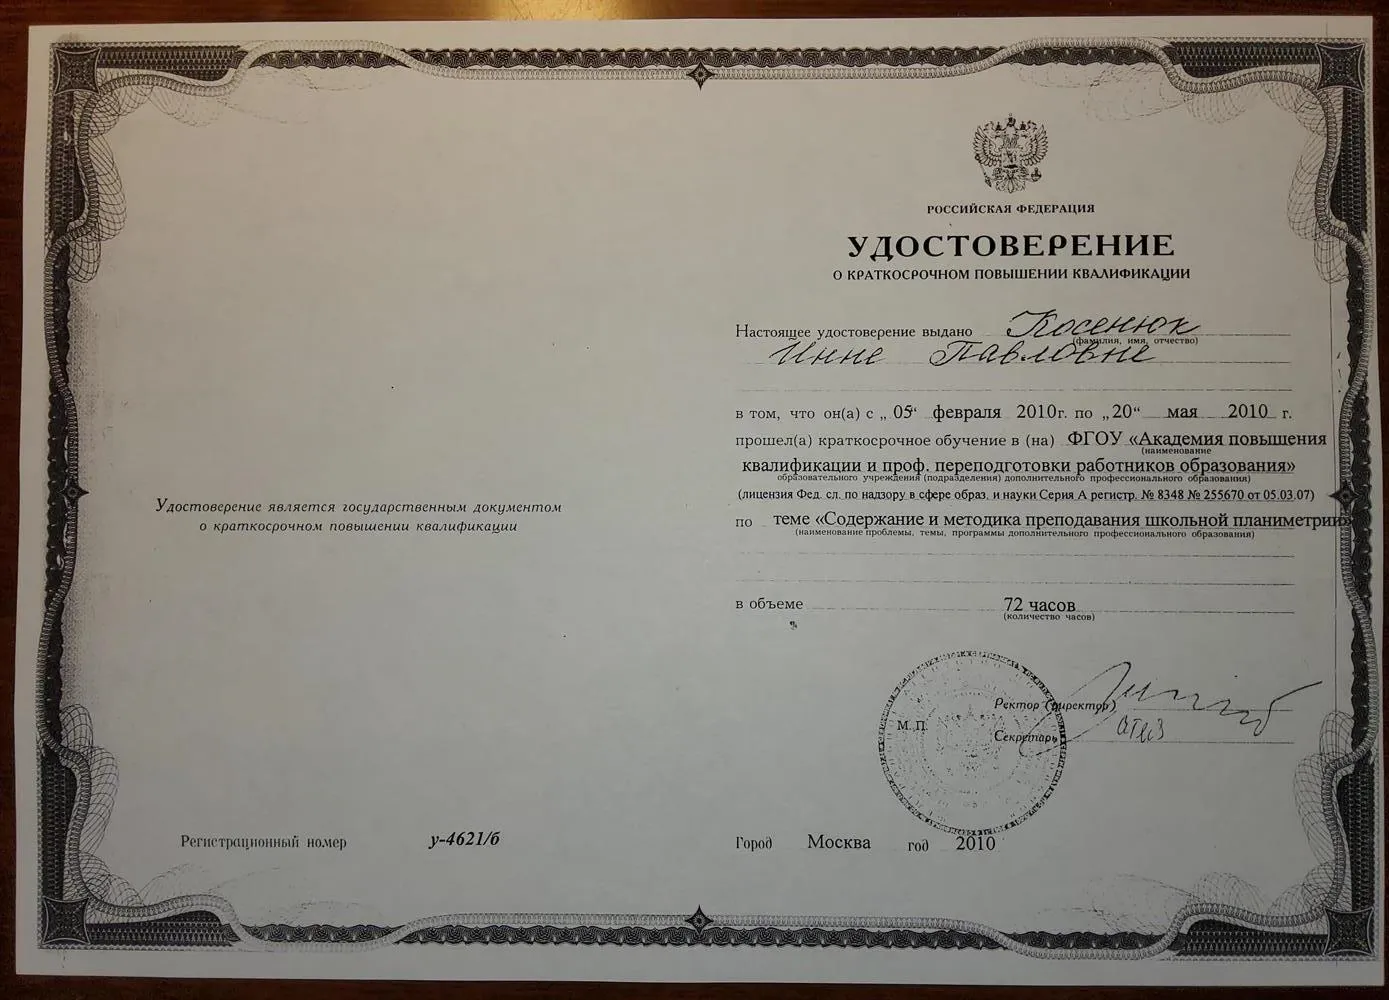 РОССИЙСКАЯ ФЕДЕРАЦИЯ
УДОСТОВЕРЕНИЕ
О КРАТКОСРОЧНОМ ПОВЫШЕНИИ КВАЛИФИКАЦИИ
Настоящее удостоверение выдано Косенюк
(фамилия, имя, отчество)
Инне Павловне
в том, что он(а) с „ 05“ февраля 2010г. по „20“ мая 2010 г.
прошел(а) краткосрочное обучение в (на) ФГОУ «Академия повышения
(наименование
квалификации и проф. переподготовки работников образования»
образовательного учреждения (подразделения) дополнительного профессионального образования)
(лицензия Фед. сл. по надзору в сфере образ. и науки Серия А регистр. № 8348 № 255670 от 05.03.07)
по теме «Содержание и методика преподавания школьной планиметрии»
(наименование проблемы, темы, программы дополнительного профессионального образования)
в объеме 72 часов
(количество часов)
Ректор (директор)
М.П.
Секретарь
Город Москва год 2010
Удостоверение является государственным документом
о краткосрочном повышении квалификации
Регистрационный номер у-4621/б